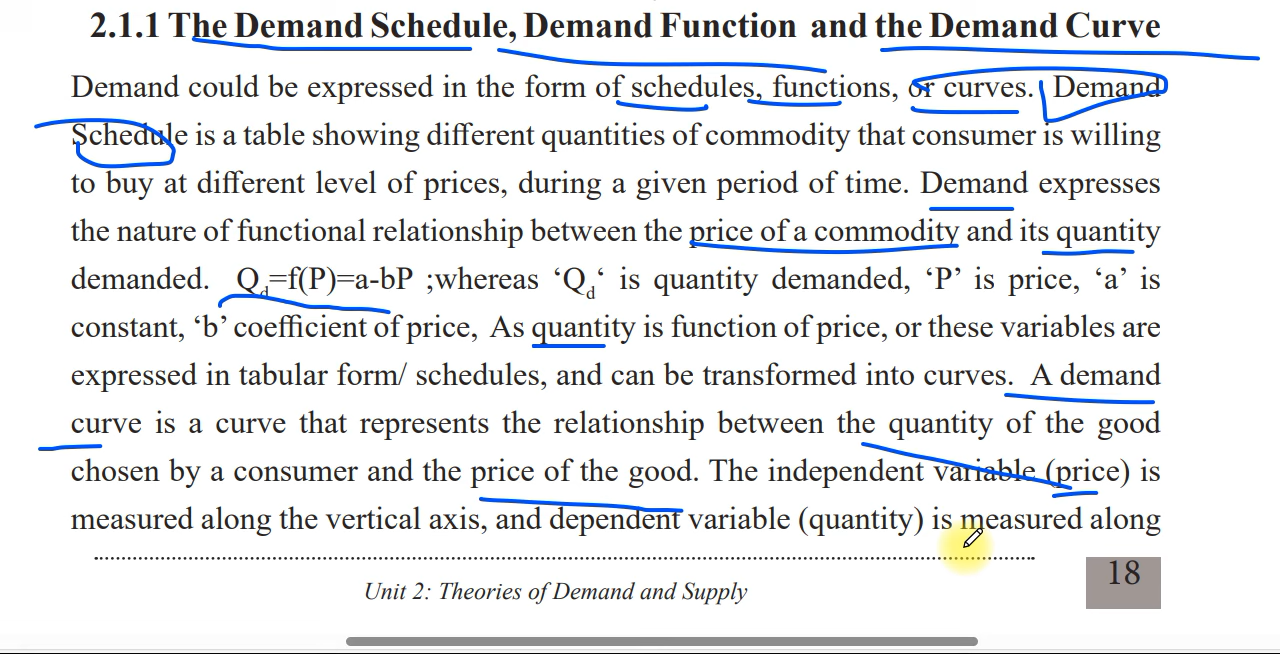 2.1.1 The Demand Schedule, Demand Function and the Demand Curve
Demand could be expressed in the form of schedules, functions, or curves. Demand
Schedule is a table showing different quantities of commodity that consumer is willing
to buy at different level of prices, during a given period of time. Demand expresses
the nature of functional relationship between the price of a commodity and its quantity
demanded. Qd=f(P)=a-bP ;whereas ‘Qd‘ is quantity demanded, ‘P’ is price, ‘a’ is
constant, ‘b’ coefficient of price, As quantity is function of price, or these variables are
expressed in tabular form/ schedules, and can be transformed into curves. A demand
curve is a curve that represents the relationship between the quantity of the good
chosen by a consumer and the price of the good. The independent variable (price) is
measured along the vertical axis, and dependent variable (quantity) is measured along
Unit 2: Theories of Demand and Supply
18